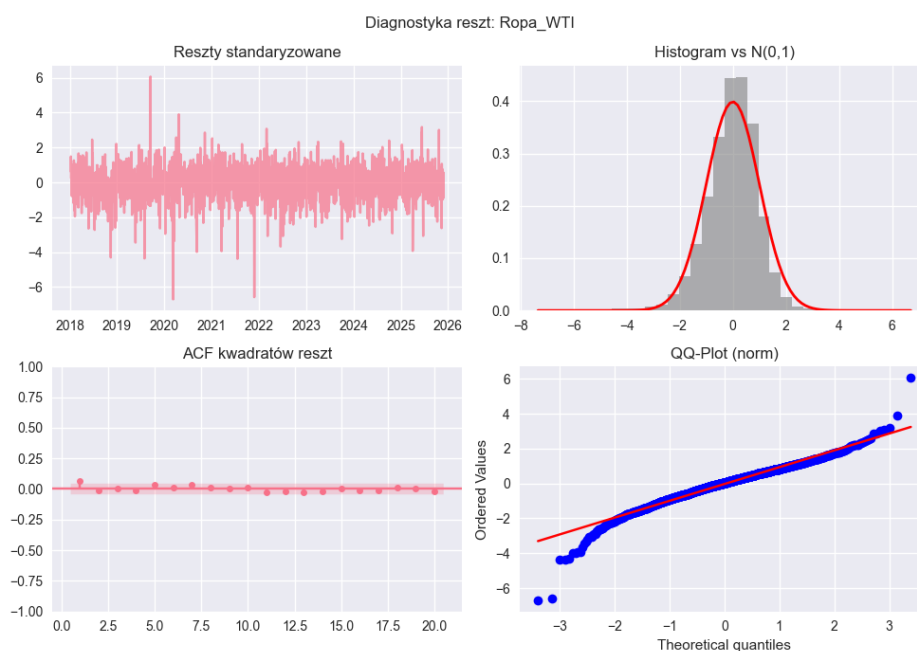 Diagnostyka reszt: Ropa_WTI
Reszty standaryzowane
6
4
2
0
−2
−4
−6
2018 2019 2020 2021 2022 2023 2024 2025 2026
Histogram vs N(0,1)
0.4
0.3
0.2
0.1
0.0
−8 −6 −4 −2 0 2 4 6
ACF kwadratów reszt
1.00
0.75
0.50
0.25
0.00
−0.25
−0.50
−0.75
−1.00
0.0 2.5 5.0 7.5 10.0 12.5 15.0 17.5 20.0
QQ-Plot (norm)
Ordered Values
6
4
2
0
−2
−4
−6
−3 −2 −1 0 1 2 3
Theoretical quantiles